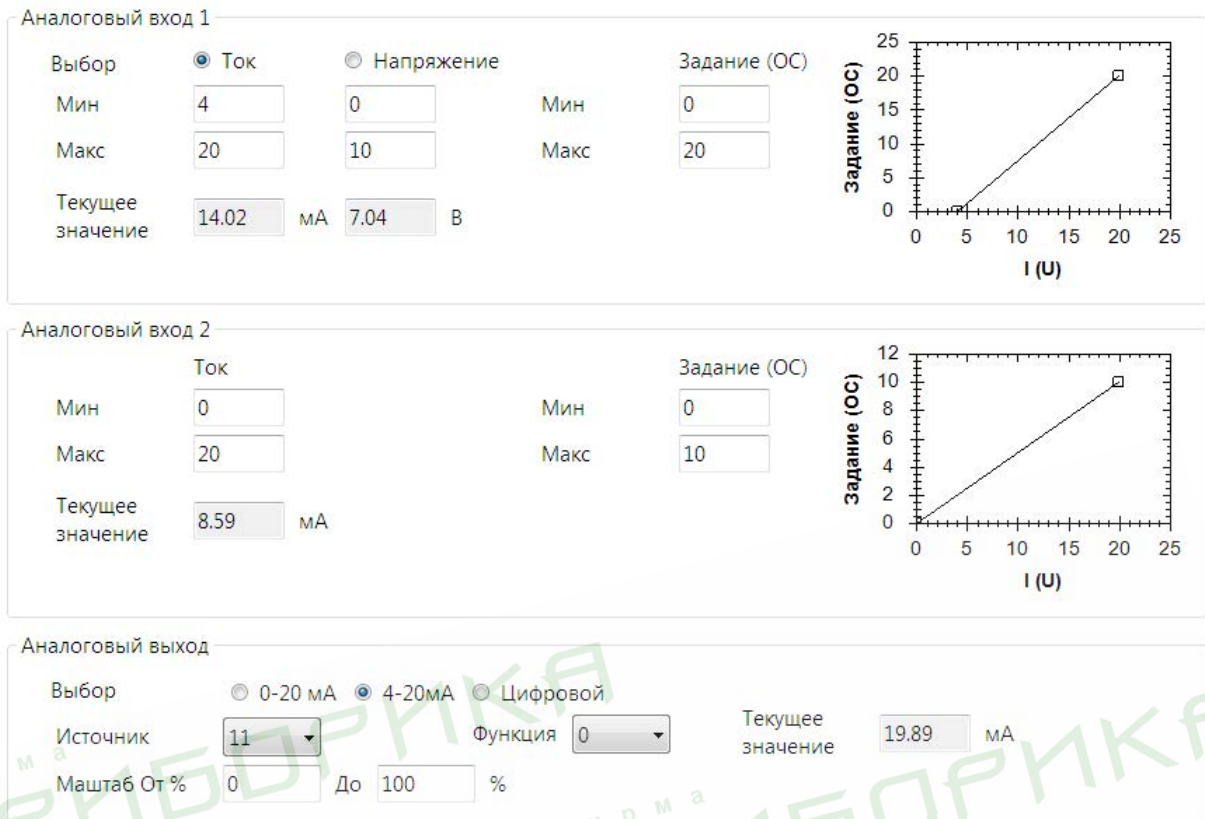 Аналоговый вход 1
Выбор Ток Напряжение Задание (ОС)
Мин 4 0 Мин 0
Макс 20 10 Макс 20
Текущее значение 14.02 мА 7.04 В
25
20
15
10
5
0
Задание (ОС)
0 5 10 15 20 25
I (U)
Аналоговый вход 2
Ток Задание (ОС)
Мин 0 Мин 0
Макс 20 Макс 10
Текущее значение 8.59 мА
12
10
8
6
4
2
0
Задание (ОС)
0 5 10 15 20 25
I (U)
Аналоговый выход
Выбор 0-20 мА 4-20мА Цифровой
Источник 11 Функция 0 Текущее значение 19.89 мА
Маштаб От % 0 До 100 %